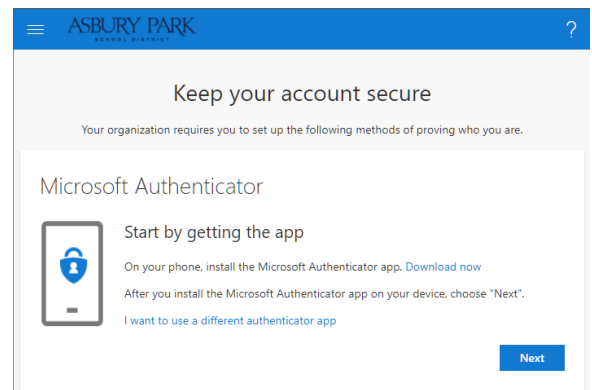 ASBURY PARK
SCHOOL DISTRICT
?
Keep your account secure
Your organization requires you to set up the following methods of proving who you are.
Microsoft Authenticator
Start by getting the app
On your phone, install the Microsoft Authenticator app. Download now
After you install the Microsoft Authenticator app on your device, choose "Next".
I want to use a different authenticator app
Next